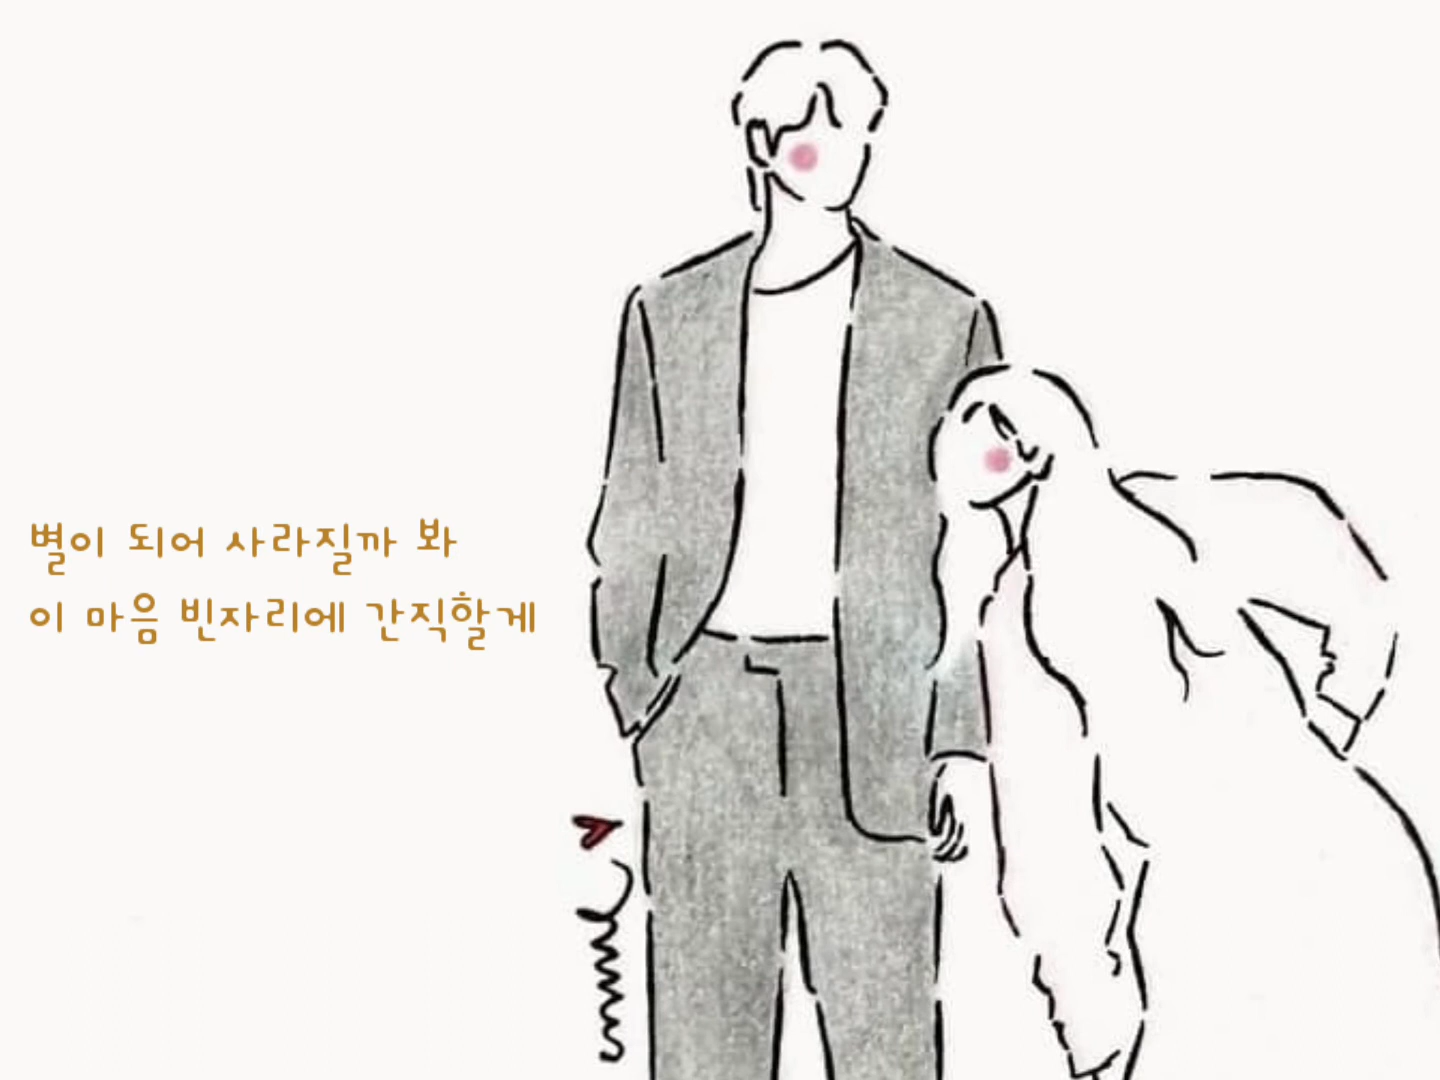 별이 되어 사라질까 봐
이 마음 빈자리에 간직할게